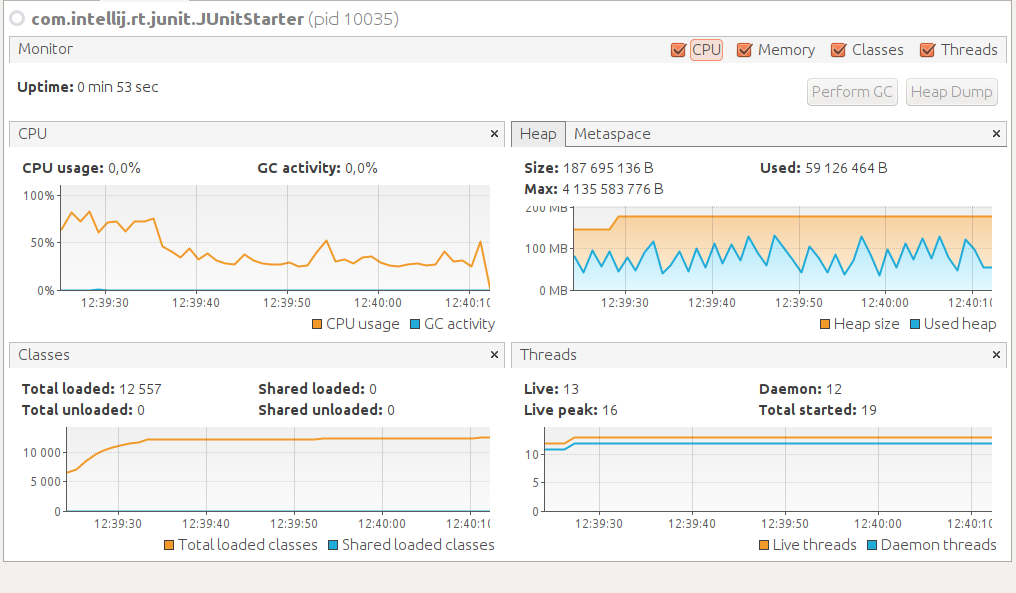 com.intellij.rt.junit.JUnitStarter (pid 10035)
Monitor
CPU Memory Classes Threads
Uptime: 0 min 53 sec
Perform GC Heap Dump
CPU
CPU usage: 0,0% GC activity: 0,0%
100%
50%
0%
12:39:30 12:39:40 12:39:50 12:40:00 12:40:10
CPU usage GC activity
Heap Metaspace
Size: 187 695 136 B Used: 59 126 464 B
Max: 4 135 583 776 B
200 MB
100 MB
0 MB
12:39:30 12:39:40 12:39:50 12:40:00 12:40:10
Heap size Used heap
Classes
Total loaded: 12 557 Shared loaded: 0
Total unloaded: 0 Shared unloaded: 0
10 000
5 000
0
12:39:30 12:39:40 12:39:50 12:40:00 12:40:10
Total loaded classes Shared loaded classes
Threads
Live: 13 Daemon: 12
Live peak: 16 Total started: 19
10
5
0
12:39:30 12:39:40 12:39:50 12:40:00 12:40:10
Live threads Daemon threads